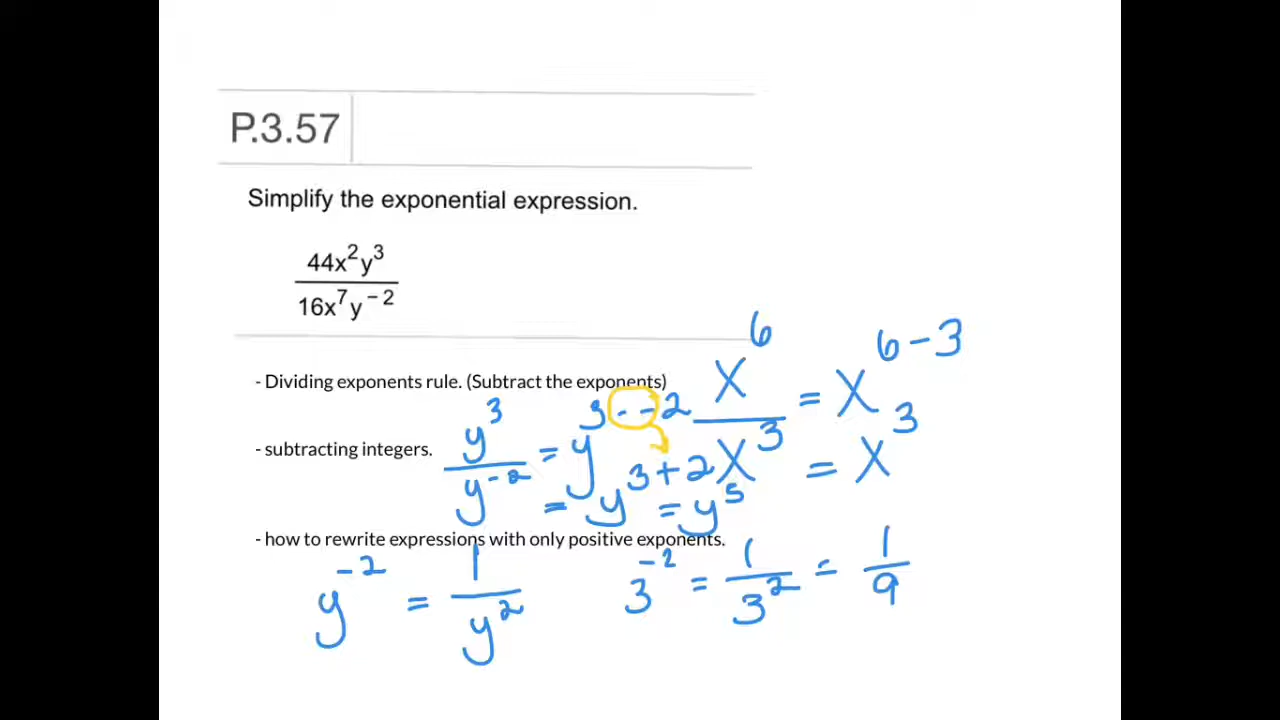 P.3.57
Simplify the exponential expression.
44x²y³
16x⁷y⁻²
- Dividing exponents rule. (Subtract the exponents)
x⁶/x³ = x⁶⁻³
= x³
- subtracting integers.
y³/y⁻² = y³⁻⁻²
= y³⁺² = y⁵
- how to rewrite expressions with only positive exponents.
y⁻² = 1/y²
3⁻² = 1/3² = 1/9